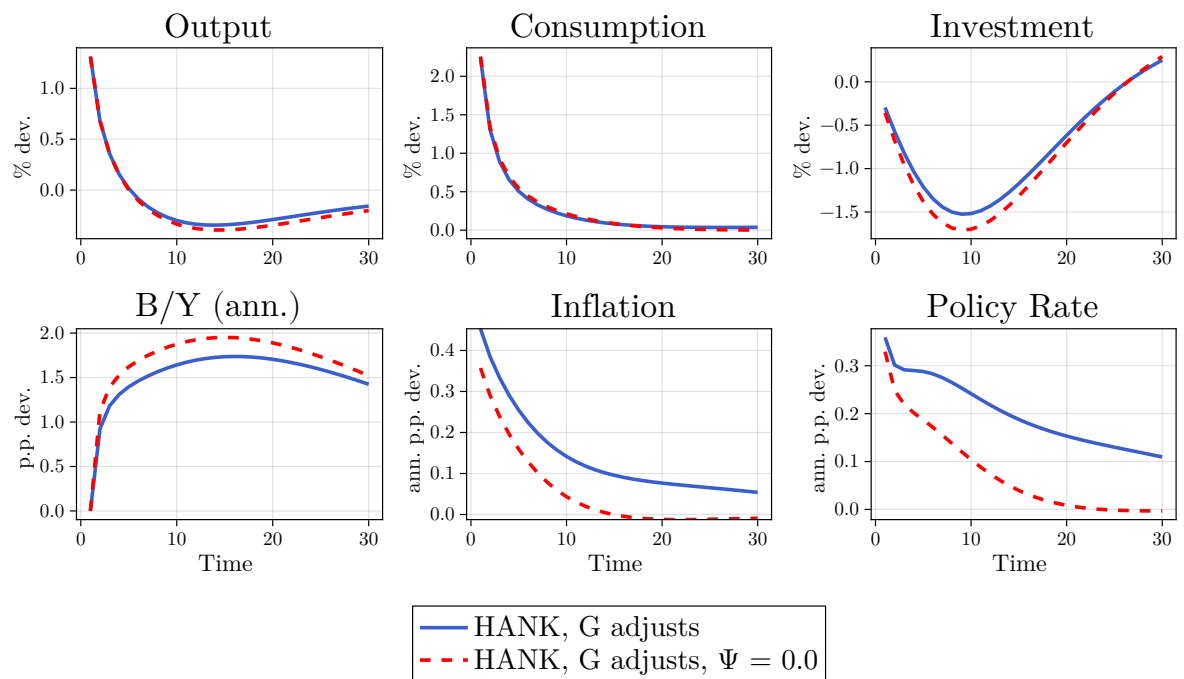 Output
Consumption
Investment
% dev.
1.0
0.5
0.0
0
10
20
30
% dev.
2.0
1.5
1.0
0.5
0.0
0
10
20
30
% dev.
0.0
−0.5
−1.0
−1.5
0
10
20
30
B/Y (ann.)
Inflation
Policy Rate
p.p. dev.
2.0
1.5
1.0
0.5
0.0
0
10
20
30
Time
ann. p.p. dev.
0.4
0.3
0.2
0.1
0.0
0
10
20
30
Time
ann. p.p. dev.
0.3
0.2
0.1
0.0
0
10
20
30
Time
HANK, G adjusts
HANK, G adjusts, Ψ = 0.0